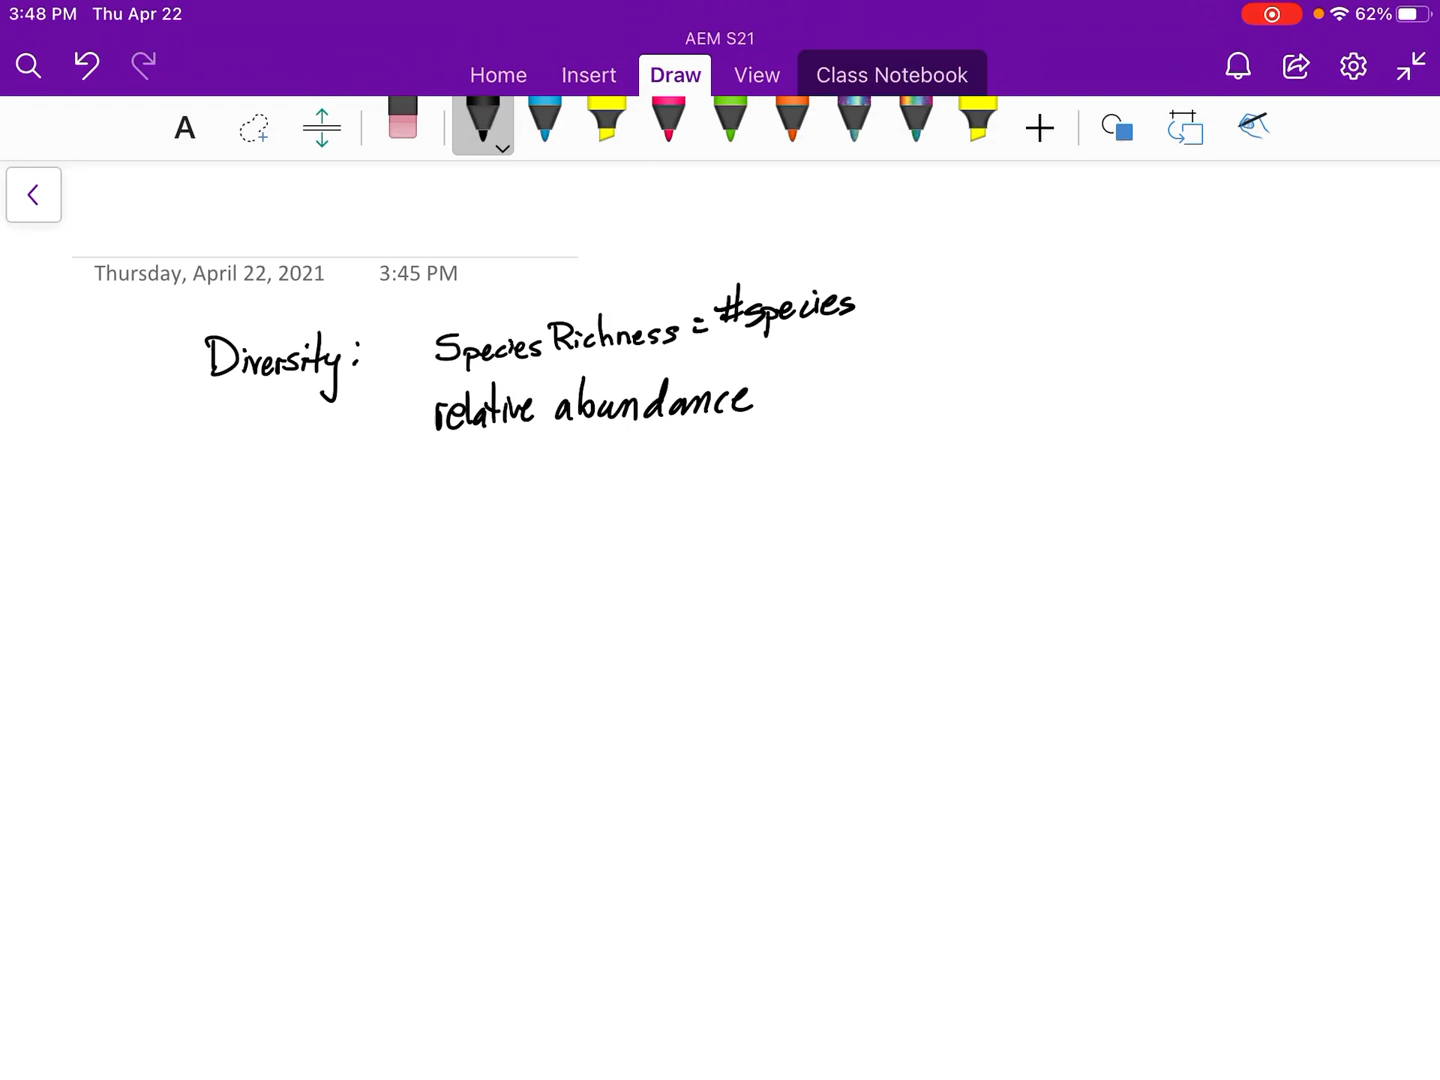 3:48 PM Thu Apr 22 62%
AEM S21
Home Insert Draw View Class Notebook
A
Thursday, April 22, 2021 3:45 PM
Diversity: Species Richness = #species
relative abundance